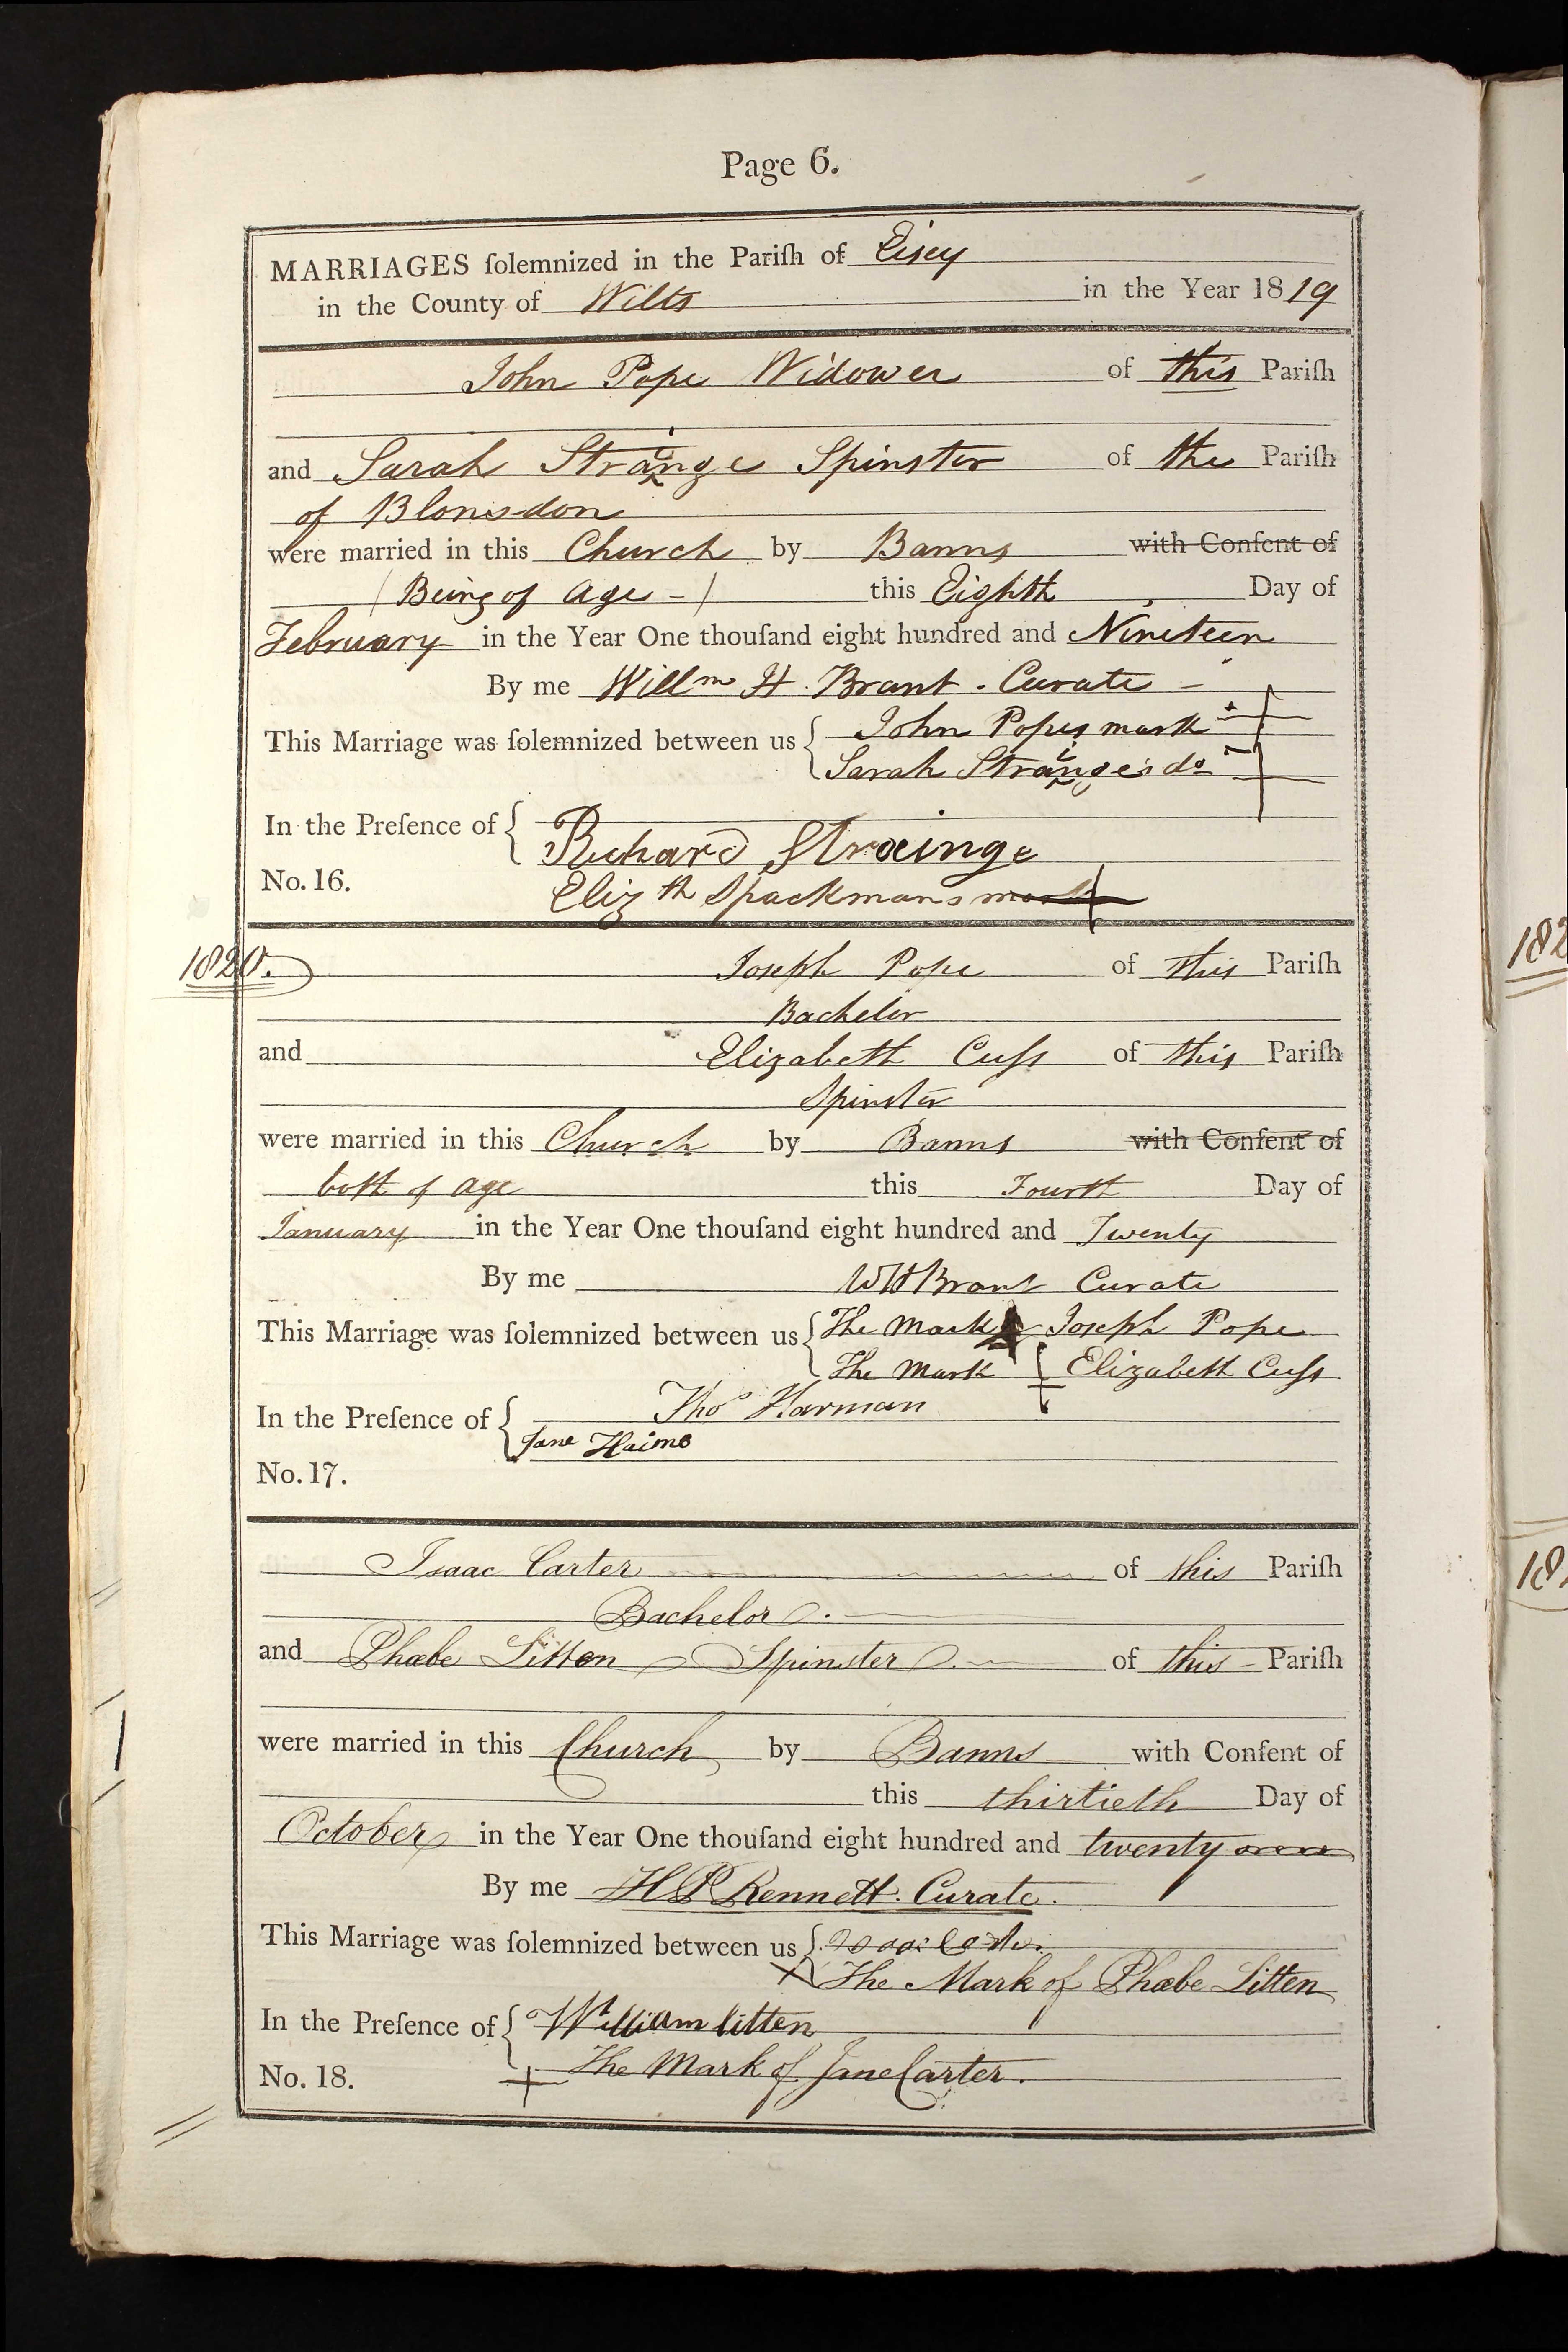 Page 6.
MARRIAGES ſolemnized in the Pariſh of Eisey
in the County of Wilts in the Year 1819
John Pope Widower of this Pariſh
and Sarah Strainge Spinster of the Pariſh
of Blonsdon
were married in this Church by Banns with Conſent of
(Being of Age -) this Eighth Day of
February in the Year One thouſand eight hundred and Nineteen
By me Willm H. Brant. Curate -
This Marriage was ſolemnized between us { John Popes mark +
Sarah Strainges do +
In the Preſence of { Richard Strainge
Elizth Spackmans mark +
No. 16.
1820.
Joseph Pope of this Pariſh
Bachelor
and Elizabeth Cuſs of this Pariſh
Spinster
were married in this Church by Banns with Conſent of
both of age this Fourth Day of
January in the Year One thouſand eight hundred and Twenty
By me WH Brant Curate
This Marriage was ſolemnized between us { The Mark Joseph Pope
The Mark + Elizabeth Cuſs
In the Preſence of { Thos Harman
Jane Haims
No. 17.
Isaac Carter of this Pariſh
Bachelor.
and Phœbe Litten Spinster. of this Pariſh
were married in this Church by Banns with Conſent of
this thirtieth Day of
October in the Year One thouſand eight hundred and twenty
By me H P Rennett. Curate.
This Marriage was ſolemnized between us { Isaac Carter.
X The Mark of Phœbe Litten
In the Preſence of { William litten
+ The Mark of Jane Carter.
No. 18.